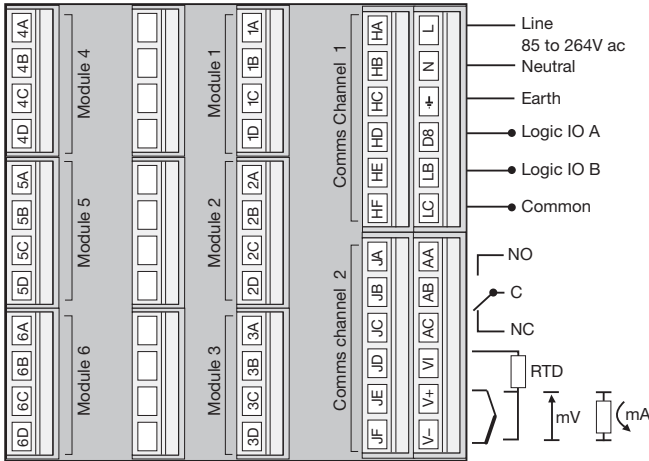 4A
4B
4C
4D
Module 4
5A
5B
5C
5D
Module 5
6A
6B
6C
6D
Module 6
Module 1
1A
1B
1C
1D
Module 2
2A
2B
2C
2D
Module 3
3A
3B
3C
3D
Comms Channel 1
HA
HB
HC
HD
HE
HF
Comms channel 2
JA
JB
JC
JD
JE
JF
L
N
D8
LB
LC
AA
AB
AC
VI
V+
V–
Line
85 to 264V ac
Neutral
Earth
Logic IO A
Logic IO B
Common
NO
C
NC
RTD
mV
mA